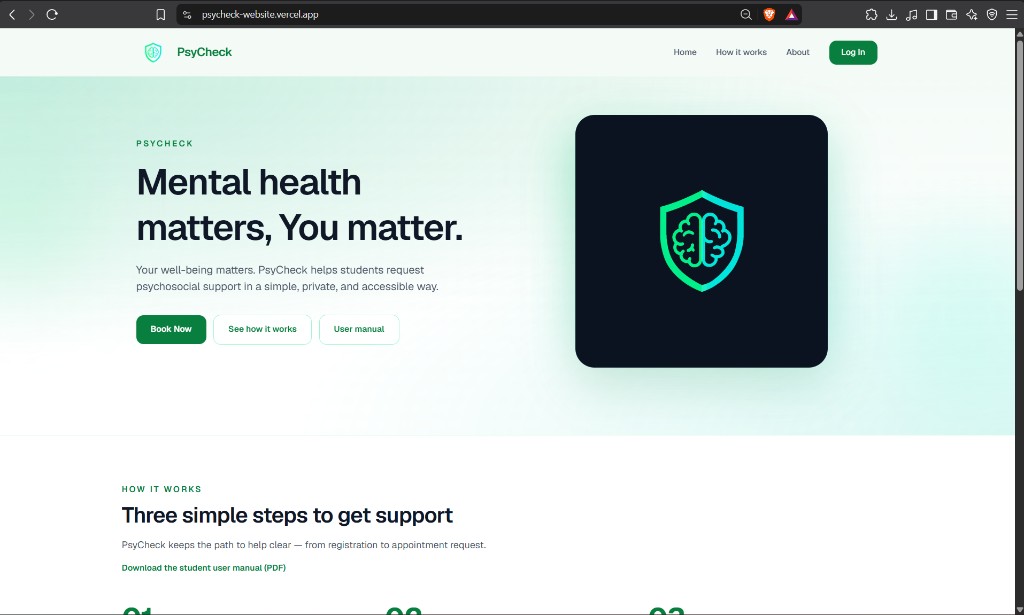 psycheck-website.vercel.app
PsyCheck
Home
How it works
About
Log In
PSYCHECK
Mental health
matters, You matter.
Your well-being matters. PsyCheck helps students request
psychosocial support in a simple, private, and accessible way.
Book Now
See how it works
User manual
HOW IT WORKS
Three simple steps to get support
PsyCheck keeps the path to help clear — from registration to appointment request.
Download the student user manual (PDF)
01
02
03